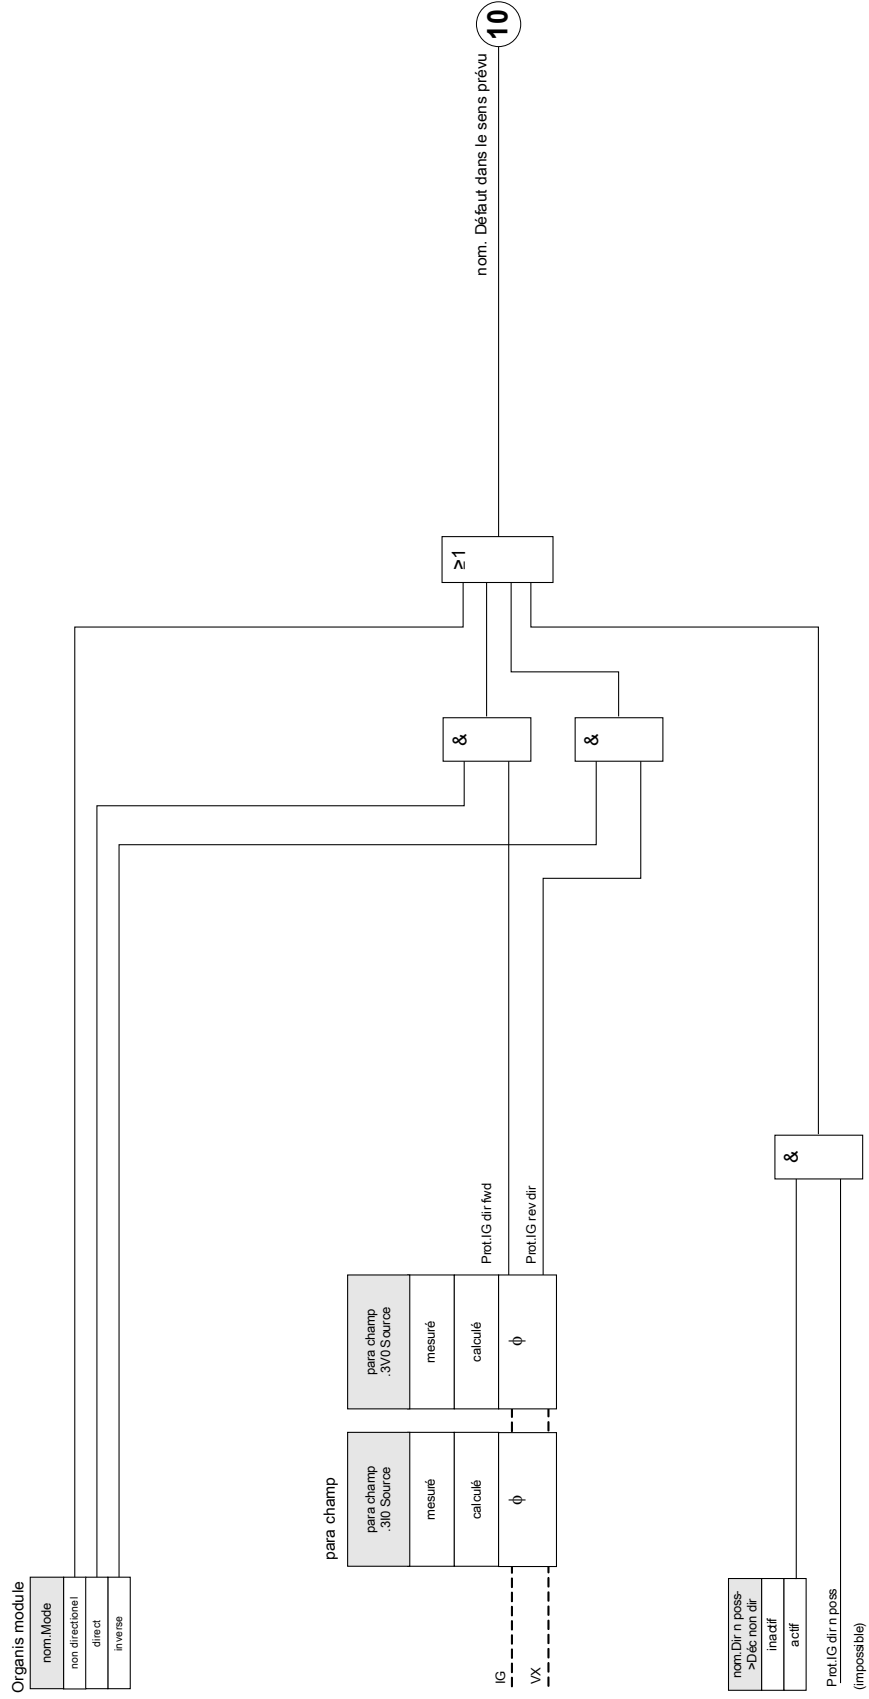 Organis module
nom.Mode
non directionel
direct
inverse
para champ
para champ
.3I0 Source
mesuré
calculé
ϕ
para champ
.3V0 Source
mesuré
calculé
ϕ
IG
VX
Prot.IG dir fwd
Prot.IG rev dir
nom.Dir n poss-
>Déc non dir
inactif
actif
Prot.IG dir n poss
(impossible)
&
&
&
≥1
nom. Défaut dans le sens prévu
10